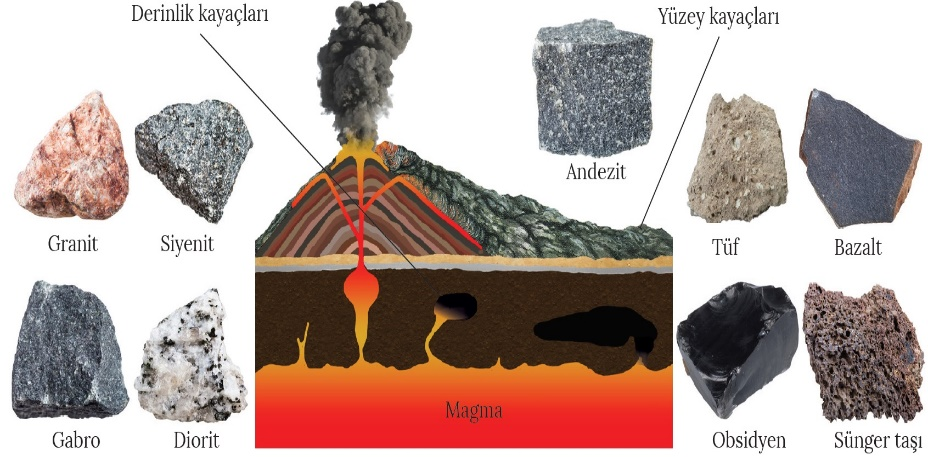 Derinlik kayaçları
Yüzey kayaçları
Andezit
Granit
Siyenit
Tüf
Bazalt
Magma
Gabro
Diorit
Obsidyen
Sünger taşı